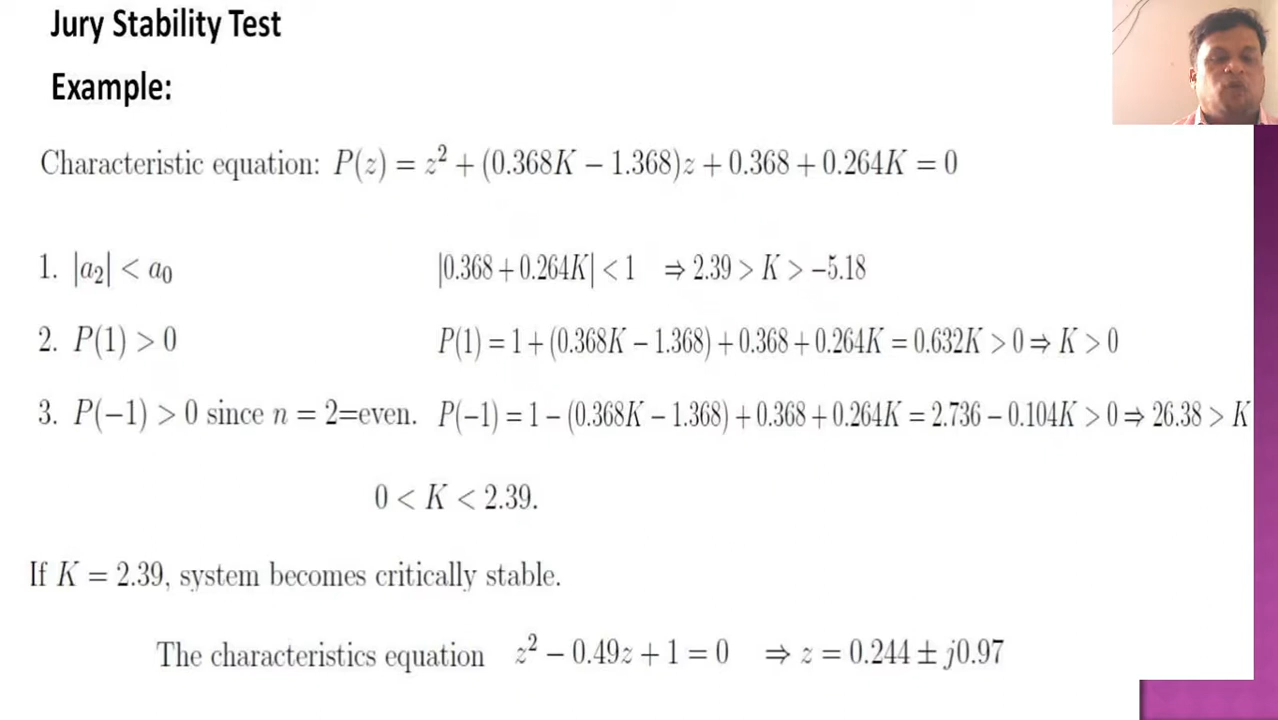 Jury Stability Test
Example:
Characteristic equation: P(z) = z² + (0.368K − 1.368)z + 0.368 + 0.264K = 0
1. |a₂| < a₀ |0.368 + 0.264K| < 1 ⇒ 2.39 > K > −5.18
2. P(1) > 0 P(1) = 1 + (0.368K − 1.368) + 0.368 + 0.264K = 0.632K > 0 ⇒ K > 0
3. P(−1) > 0 since n = 2=even. P(−1) = 1 − (0.368K − 1.368) + 0.368 + 0.264K = 2.736 − 0.104K > 0 ⇒ 26.38 > K
0 < K < 2.39.
If K = 2.39, system becomes critically stable.
The characteristics equation z² − 0.49z + 1 = 0 ⇒ z = 0.244 ± j0.97